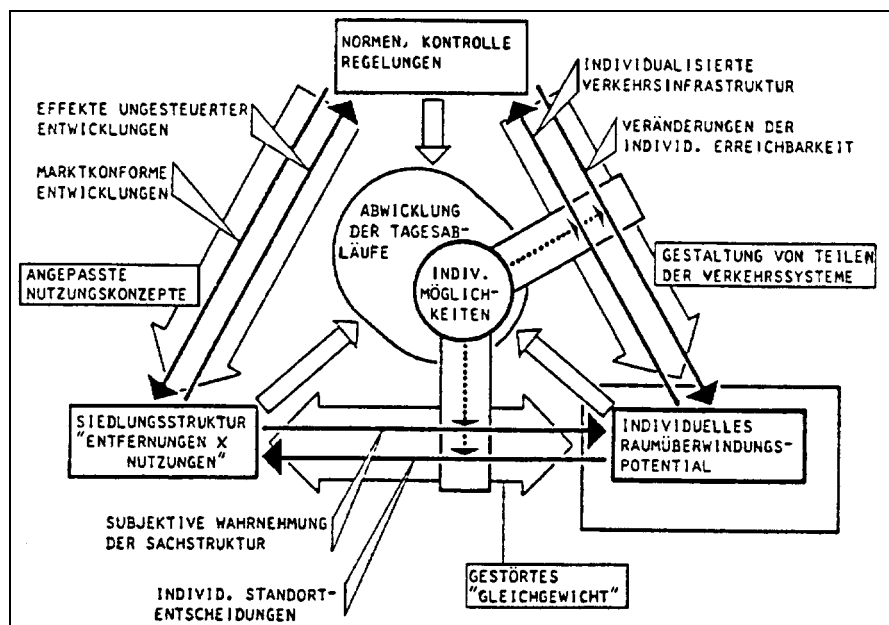 NORMEN, KONTROLLE
REGELUNGEN
INDIVIDUALISIERTE
VERKEHRSINFRASTRUKTUR
EFFEKTE UNGESTEUERTER
ENTWICKLUNGEN
VERÄNDERUNGEN DER
INDIVID. ERREICHBARKEIT
MARKTKONFORME
ENTWICKLUNGEN
ABWICKLUNG
DER TAGESAB-
LÄUFE
ANGEPASSTE
NUTZUNGSKONZEPTE
INDIV.
MÖGLICH-
KEITEN
GESTALTUNG VON TEILEN
DER VERKEHRSSYSTEME
SIEDLUNGSSTRUKTUR
"ENTFERNUNGEN X
NUTZUNGEN"
INDIVIDUELLES
RAUMÜBERWINDUNGS-
POTENTIAL
SUBJEKTIVE WAHRNEHMUNG
DER SACHSTRUKTUR
INDIVID. STANDORT-
ENTSCHEIDUNGEN
GESTÖRTES
"GLEICHGEWICHT"